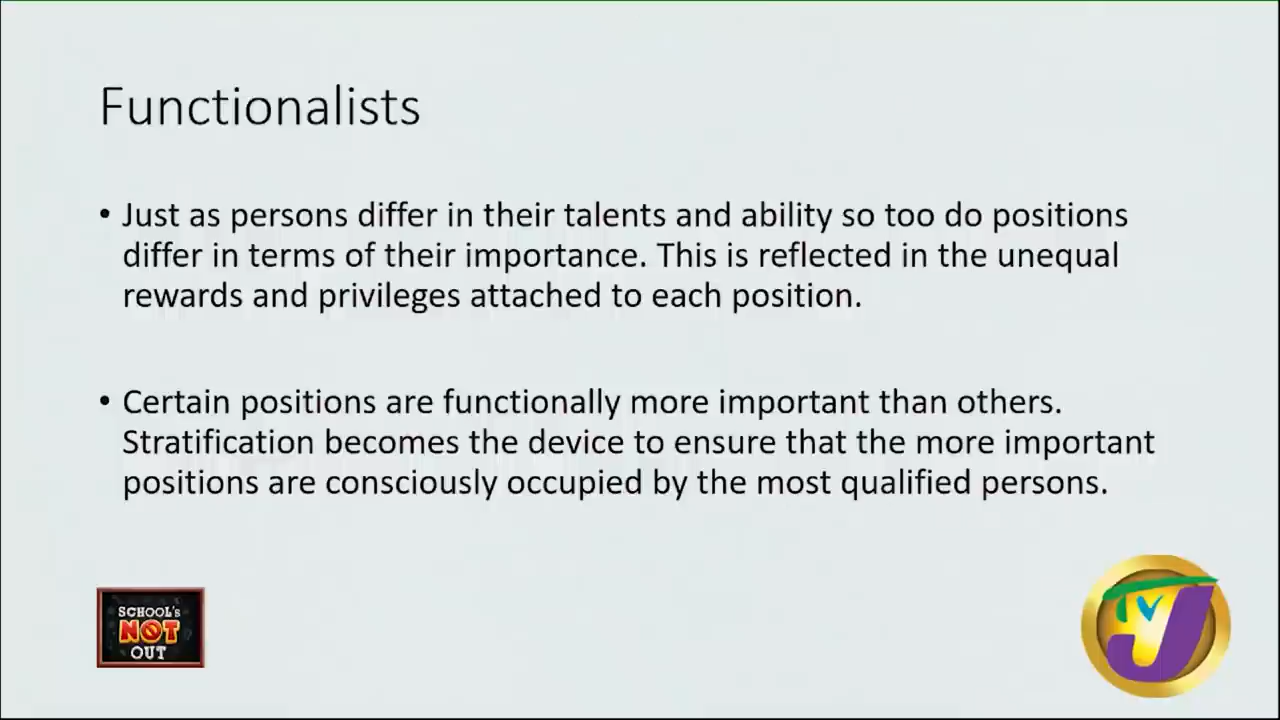 Functionalists
• Just as persons differ in their talents and ability so too do positions
differ in terms of their importance. This is reflected in the unequal
rewards and privileges attached to each position.
• Certain positions are functionally more important than others.
Stratification becomes the device to ensure that the more important
positions are consciously occupied by the most qualified persons.
SCHOOL's
NOT
OUT
TVJ